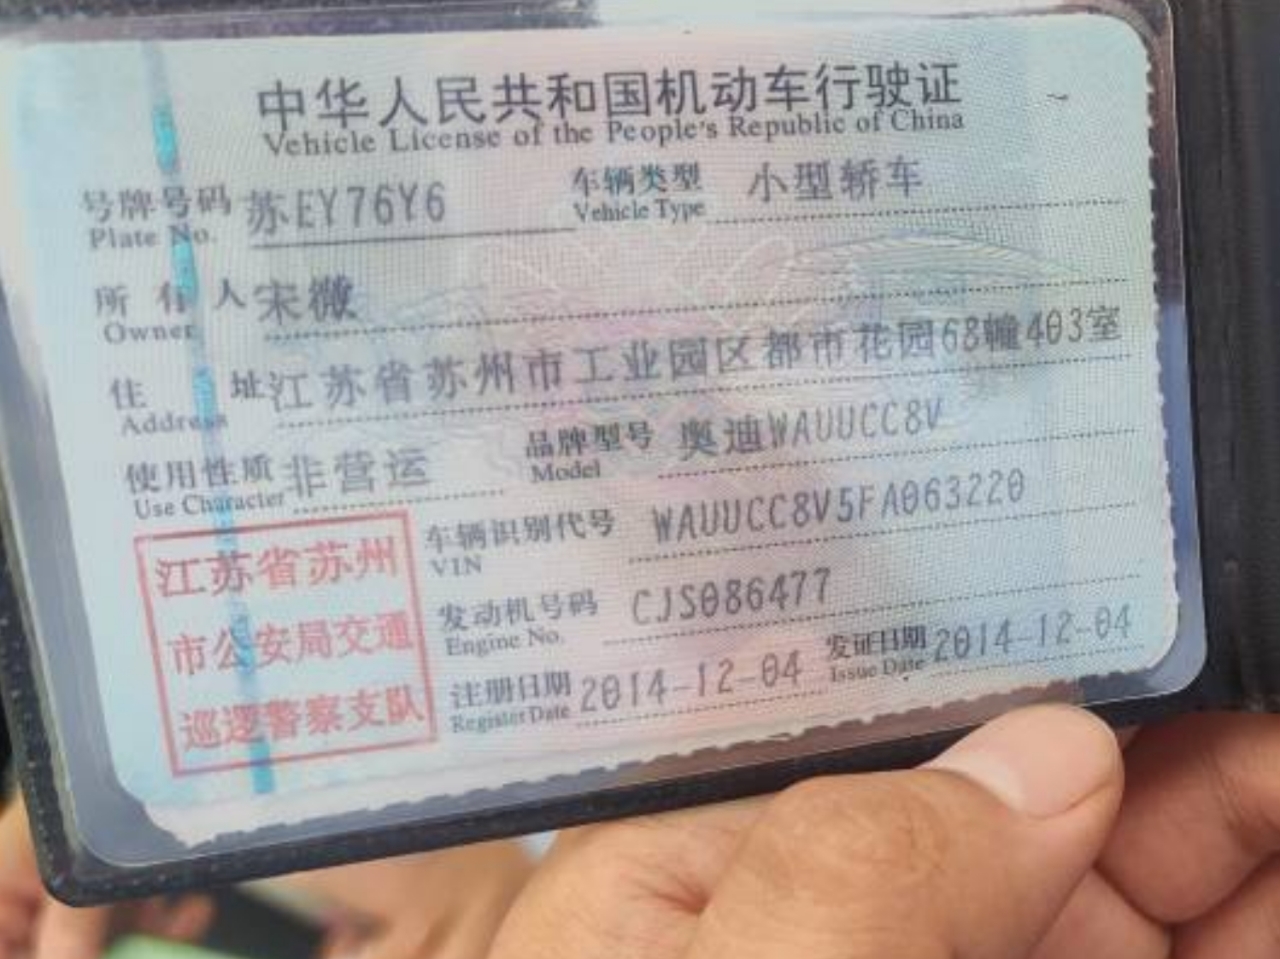 中华人民共和国机动车行驶证
Vehicle License of the People's Republic of China
号牌号码 苏EY76Y6 车辆类型 小型轿车
Plate No. Vehicle Type
所有人 宋微
Owner
住址 江苏省苏州市工业园区都市花园68幢403室
Address
使用性质 非营运 品牌型号 奥迪WAUUCC8V
Use Character Model
车辆识别代号 WAUUCC8V5FA063220
VIN
发动机号码 CJS086477
Engine No.
注册日期 2014-12-04 发证日期 2014-12-04
Register Date Issue Date
江苏省苏州
市公安局交通
巡逻警察支队